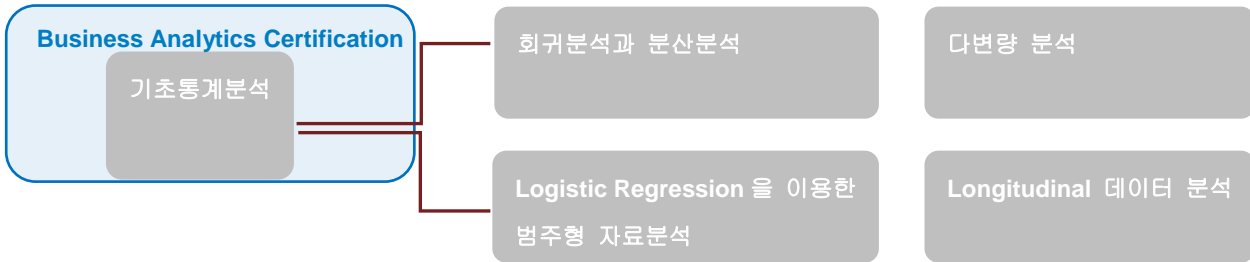 Business Analytics Certification
기초통계분석
회귀분석과 분산분석
다변량 분석
Logistic Regression 을 이용한
범주형 자료분석
Longitudinal 데이터 분석